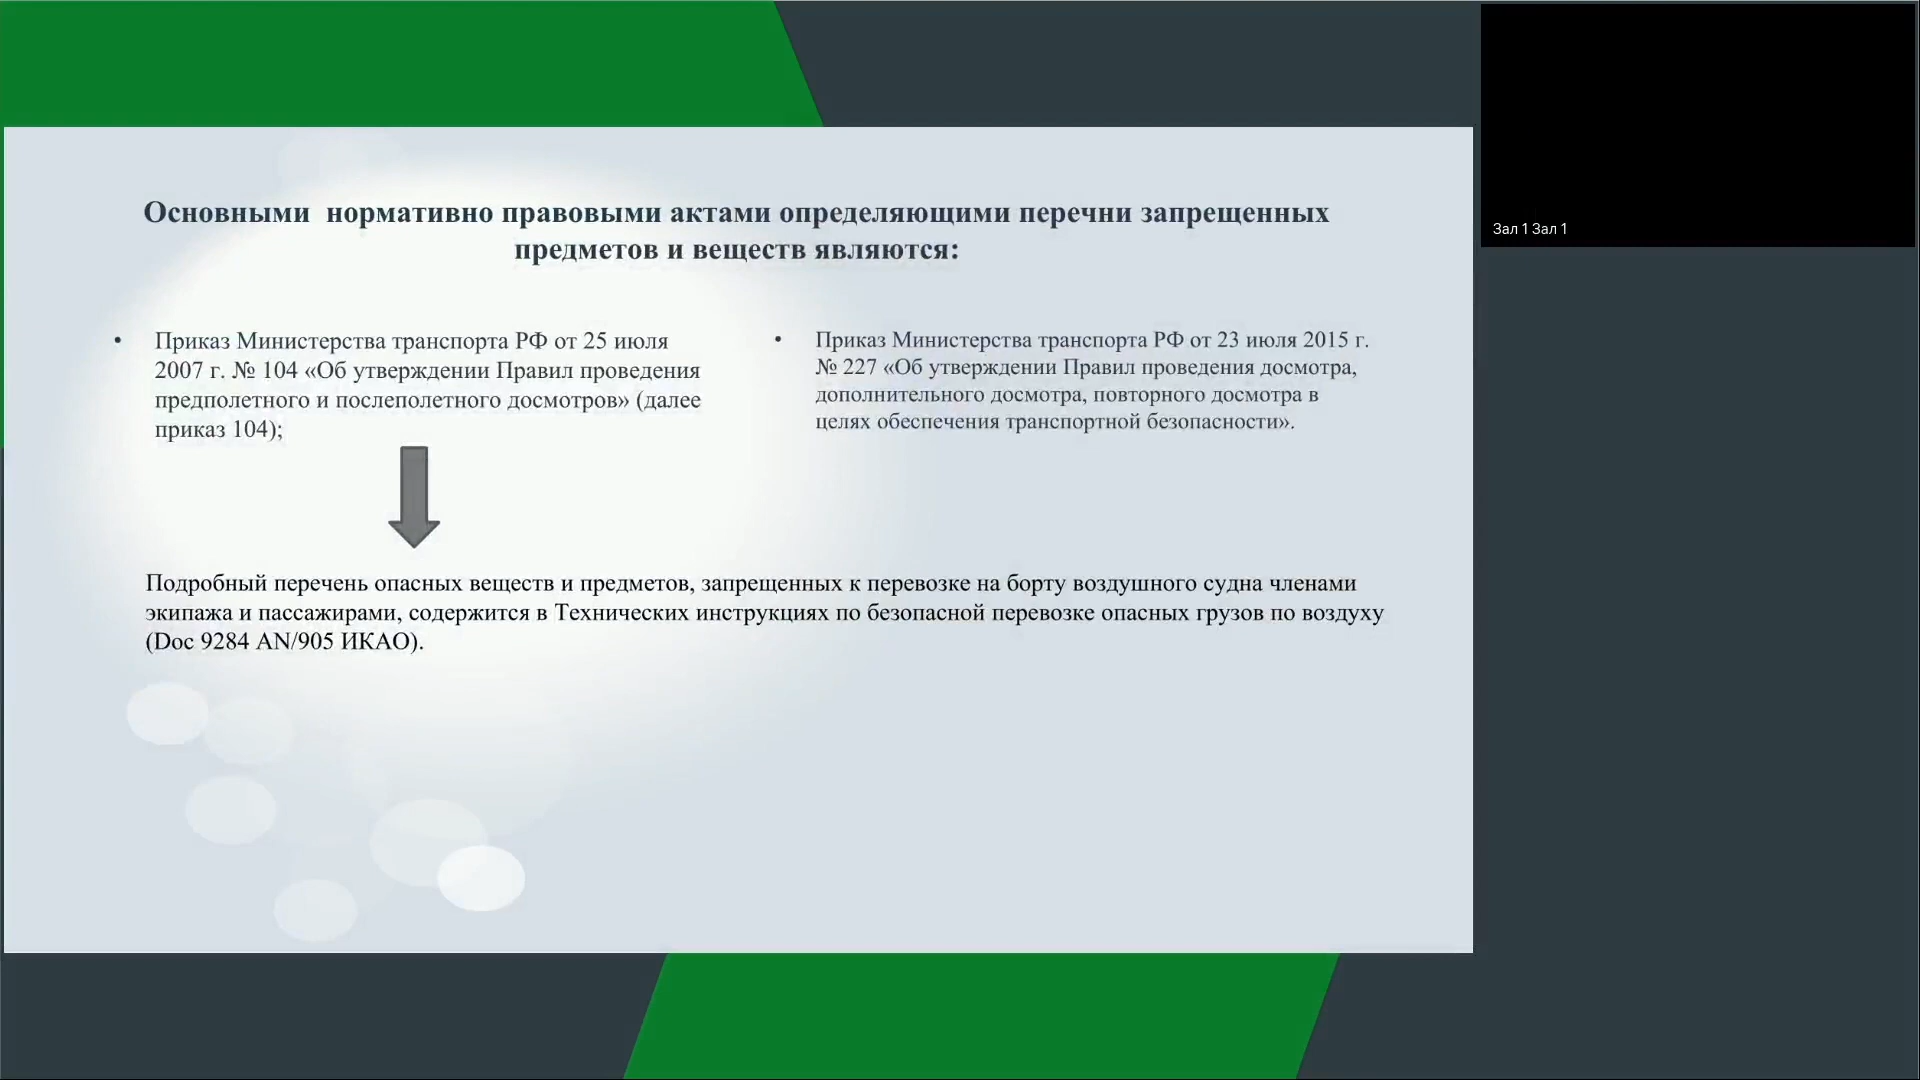 Основными нормативно правовыми актами определяющими перечни запрещенных
предметов и веществ являются:
• Приказ Министерства транспорта РФ от 25 июля
2007 г. № 104 «Об утверждении Правил проведения
предполетного и послеполетного досмотров» (далее
приказ 104);
• Приказ Министерства транспорта РФ от 23 июля 2015 г.
№ 227 «Об утверждении Правил проведения досмотра,
дополнительного досмотра, повторного досмотра в
целях обеспечения транспортной безопасности».
Подробный перечень опасных веществ и предметов, запрещенных к перевозке на борту воздушного судна членами
экипажа и пассажирами, содержится в Технических инструкциях по безопасной перевозке опасных грузов по воздуху
(Doc 9284 AN/905 ИКАО).
Зал 1 Зал 1